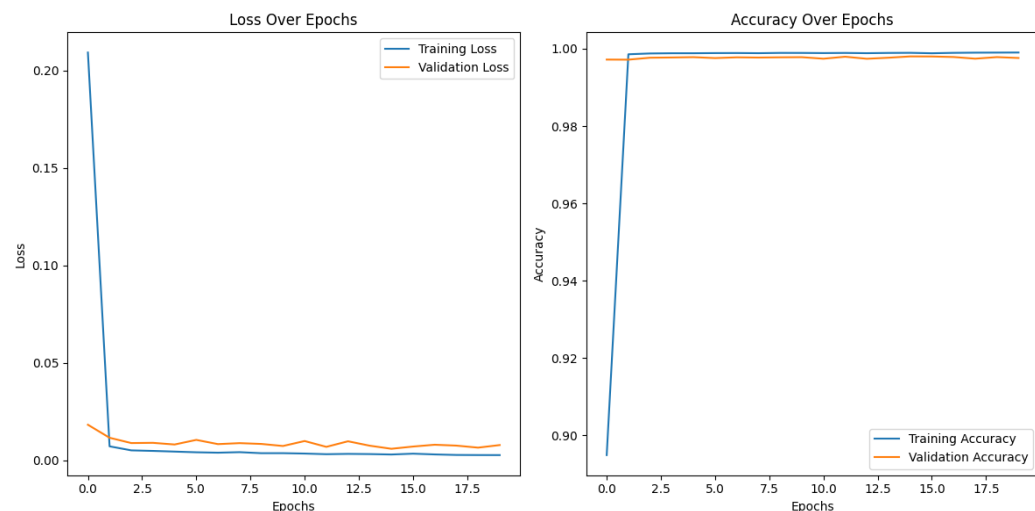 Loss Over Epochs
Training Loss
Validation Loss
0.20
0.15
0.10
0.05
0.00
Loss
0.0 2.5 5.0 7.5 10.0 12.5 15.0 17.5
Epochs
Accuracy Over Epochs
1.00
0.98
0.96
0.94
0.92
0.90
Accuracy
Training Accuracy
Validation Accuracy
0.0 2.5 5.0 7.5 10.0 12.5 15.0 17.5
Epochs